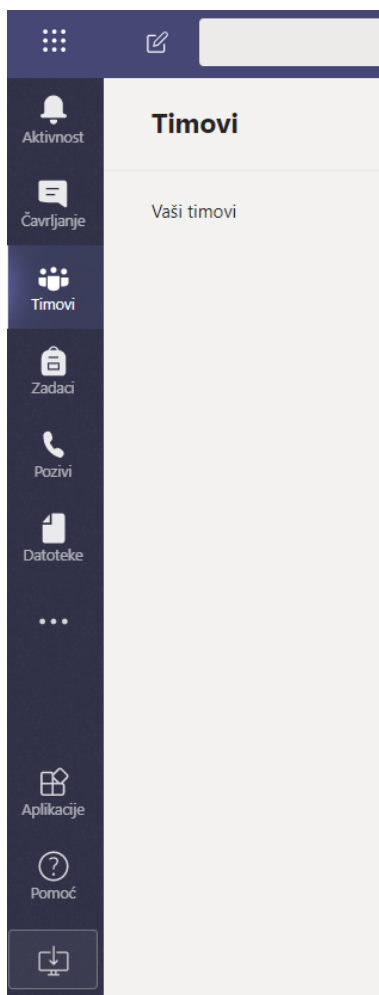 Timovi
Vaši timovi
Aktivnost
Čavrljanje
Timovi
Zadaci
Pozivi
Datoteke
Aplikacije
Pomoć